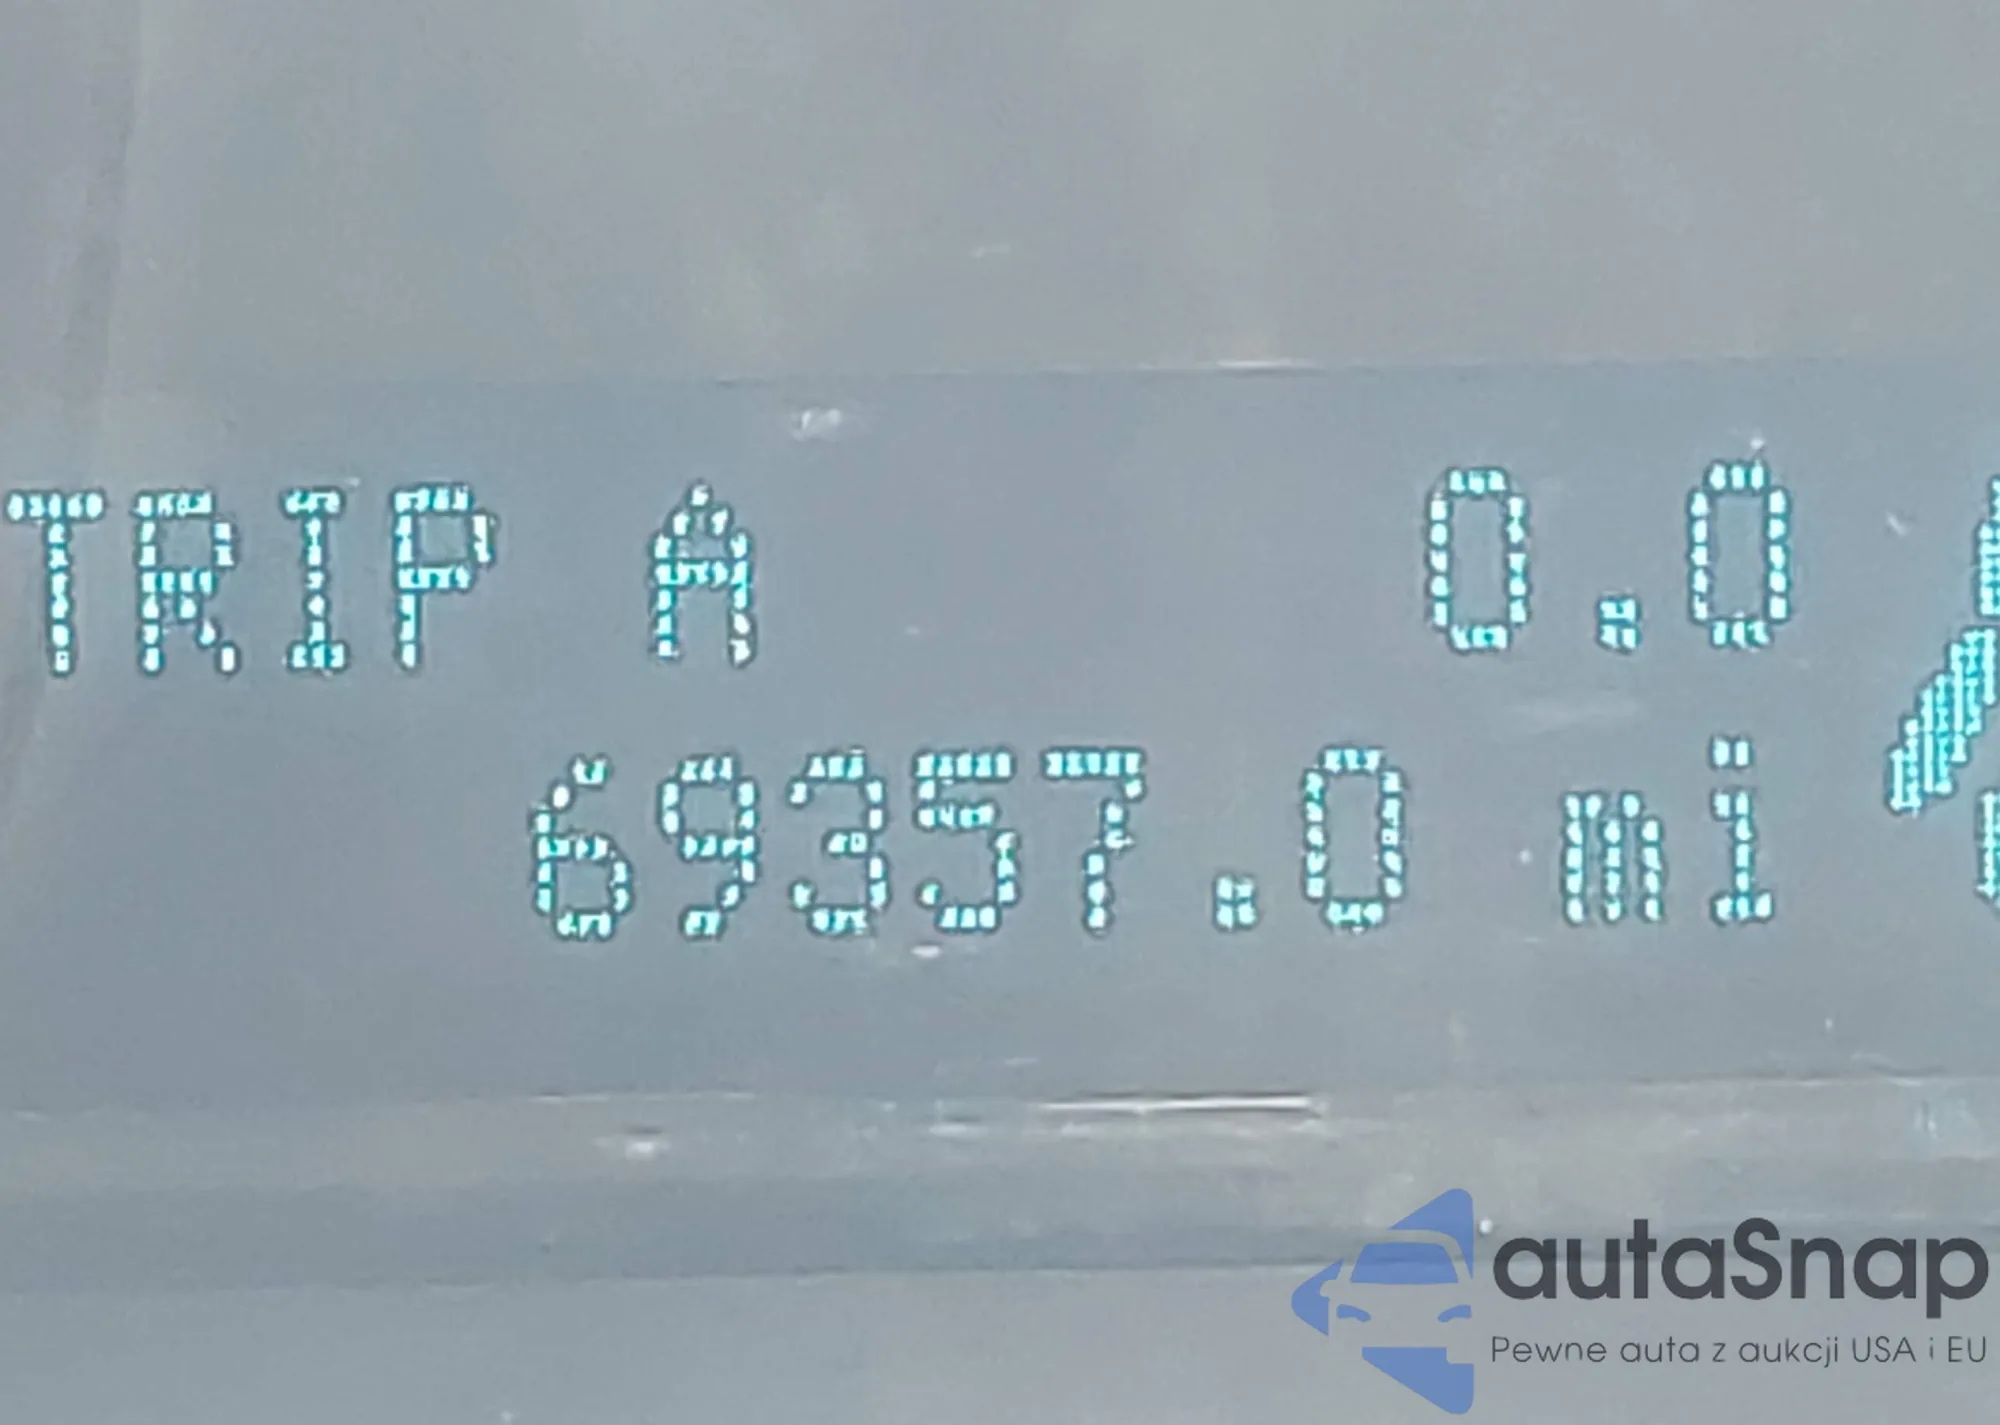 TRIP A 0.0
69357.0 mi
autaSnap
Pewne auta z aukcji USA i EU